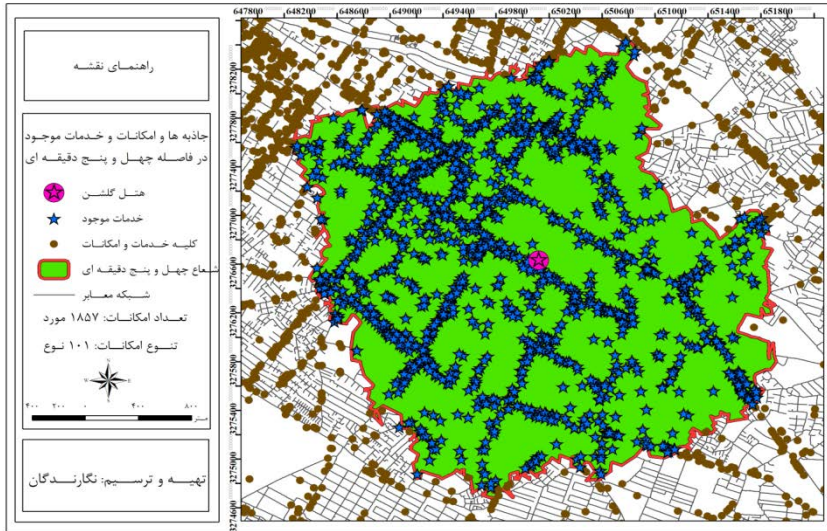 راهنمای نقشه
جاذبه ها و امکانات و خدمات موجود
در فاصله چهل و پنج دقیقه ای
هتل گلشن
خدمات موجود
کلیه خدمات و امکانات
شعاع چهل و پنج دقیقه ای
شبکه معابر
تعداد امکانات: ۱۸۵۷ مورد
تنوع امکانات: ۱۰۱ نوع
N
W E
S
۴۰۰ ۲۰۰ ۰ ۴۰۰ ۸۰۰
متر
تهیه و ترسیم: نگارندگان
647800 648200 648600 649000 649400 649800 650200 650600 651000 651400 651800
3278200
3277800
3277400
3277000
3276600
3276200
3275800
3275400
3275000
3274600